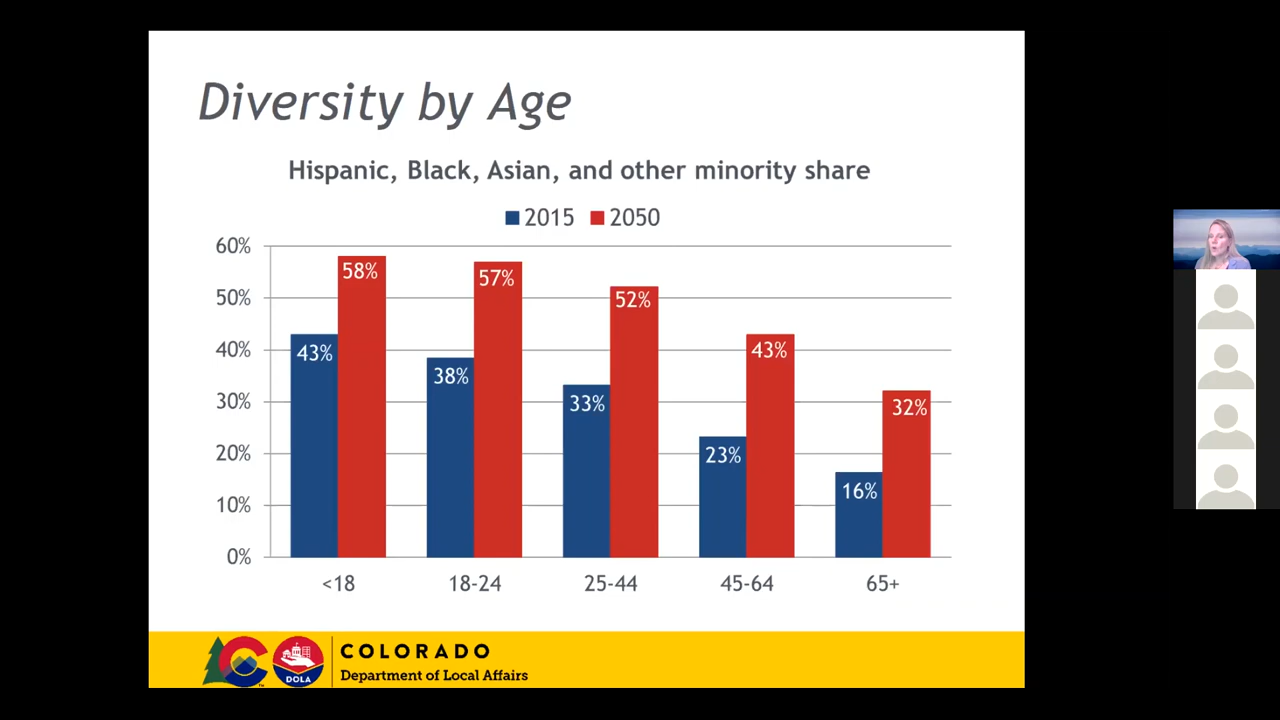 Diversity by Age
Hispanic, Black, Asian, and other minority share
2015 2050
60%
50%
40%
30%
20%
10%
0%
58%
43%
57%
38%
52%
33%
43%
23%
32%
16%
<18 18-24 25-44 45-64 65+
COLORADO
Department of Local Affairs
DOLA
TM